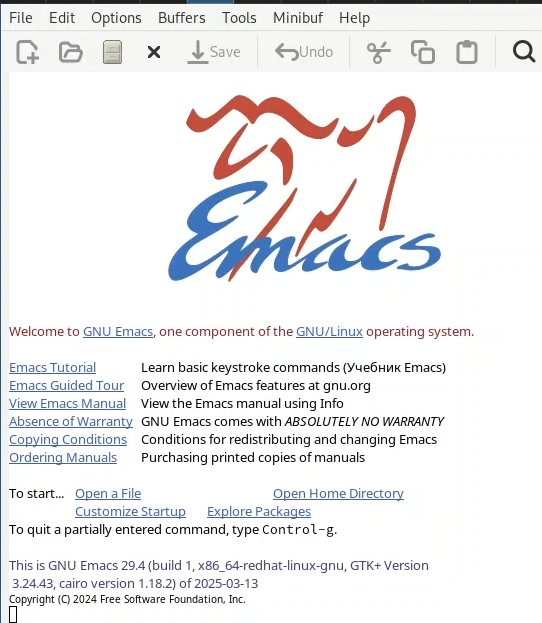 File Edit Options Buffers Tools Minibuf Help
Save Undo
Emacs
Welcome to GNU Emacs, one component of the GNU/Linux operating system.
Emacs Tutorial Learn basic keystroke commands (Учебник Emacs)
Emacs Guided Tour Overview of Emacs features at gnu.org
View Emacs Manual View the Emacs manual using Info
Absence of Warranty GNU Emacs comes with ABSOLUTELY NO WARRANTY
Copying Conditions Conditions for redistributing and changing Emacs
Ordering Manuals Purchasing printed copies of manuals
To start... Open a File Open Home Directory
Customize Startup Explore Packages
To quit a partially entered command, type Control-g.
This is GNU Emacs 29.4 (build 1, x86_64-redhat-linux-gnu, GTK+ Version
3.24.43, cairo version 1.18.2) of 2025-03-13
Copyright (C) 2024 Free Software Foundation, Inc.